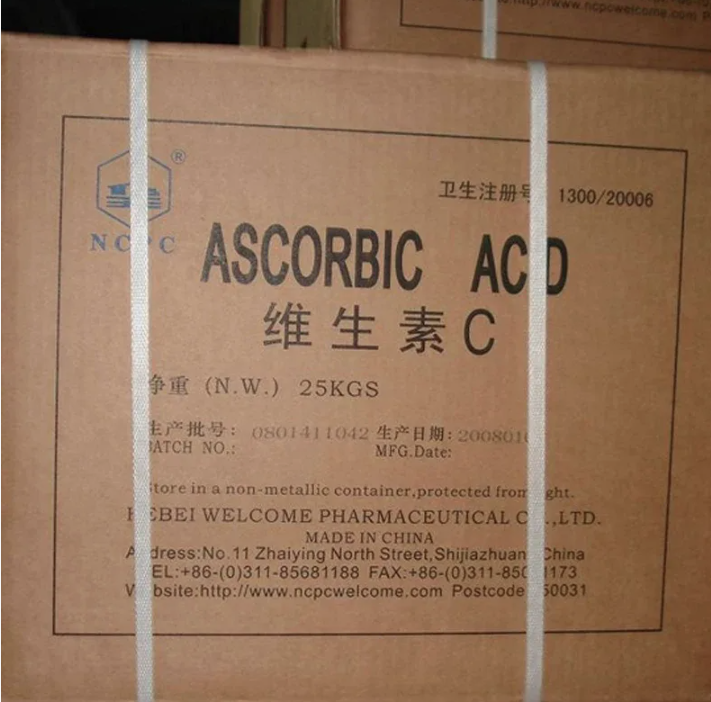 http://www.ncpcwelcome.com P
®
NCPC
卫生注册号 1300/20006
ASCORBIC ACID
维生素C
净重 (N.W.) 25KGS
生产批号: 0801411042 生产日期: 2008010
BATCH NO.: MFG.Date:
Store in a non-metallic container,protected from light.
HEBEI WELCOME PHARMACEUTICAL CO.,LTD.
MADE IN CHINA
Address:No.11 Zhaiying North Street,Shijiazhuang China
TEL:+86-(0)311-85681188 FAX:+86-(0)311-85 1173
Website:http://www.ncpcwelcome.com Postcode 50031